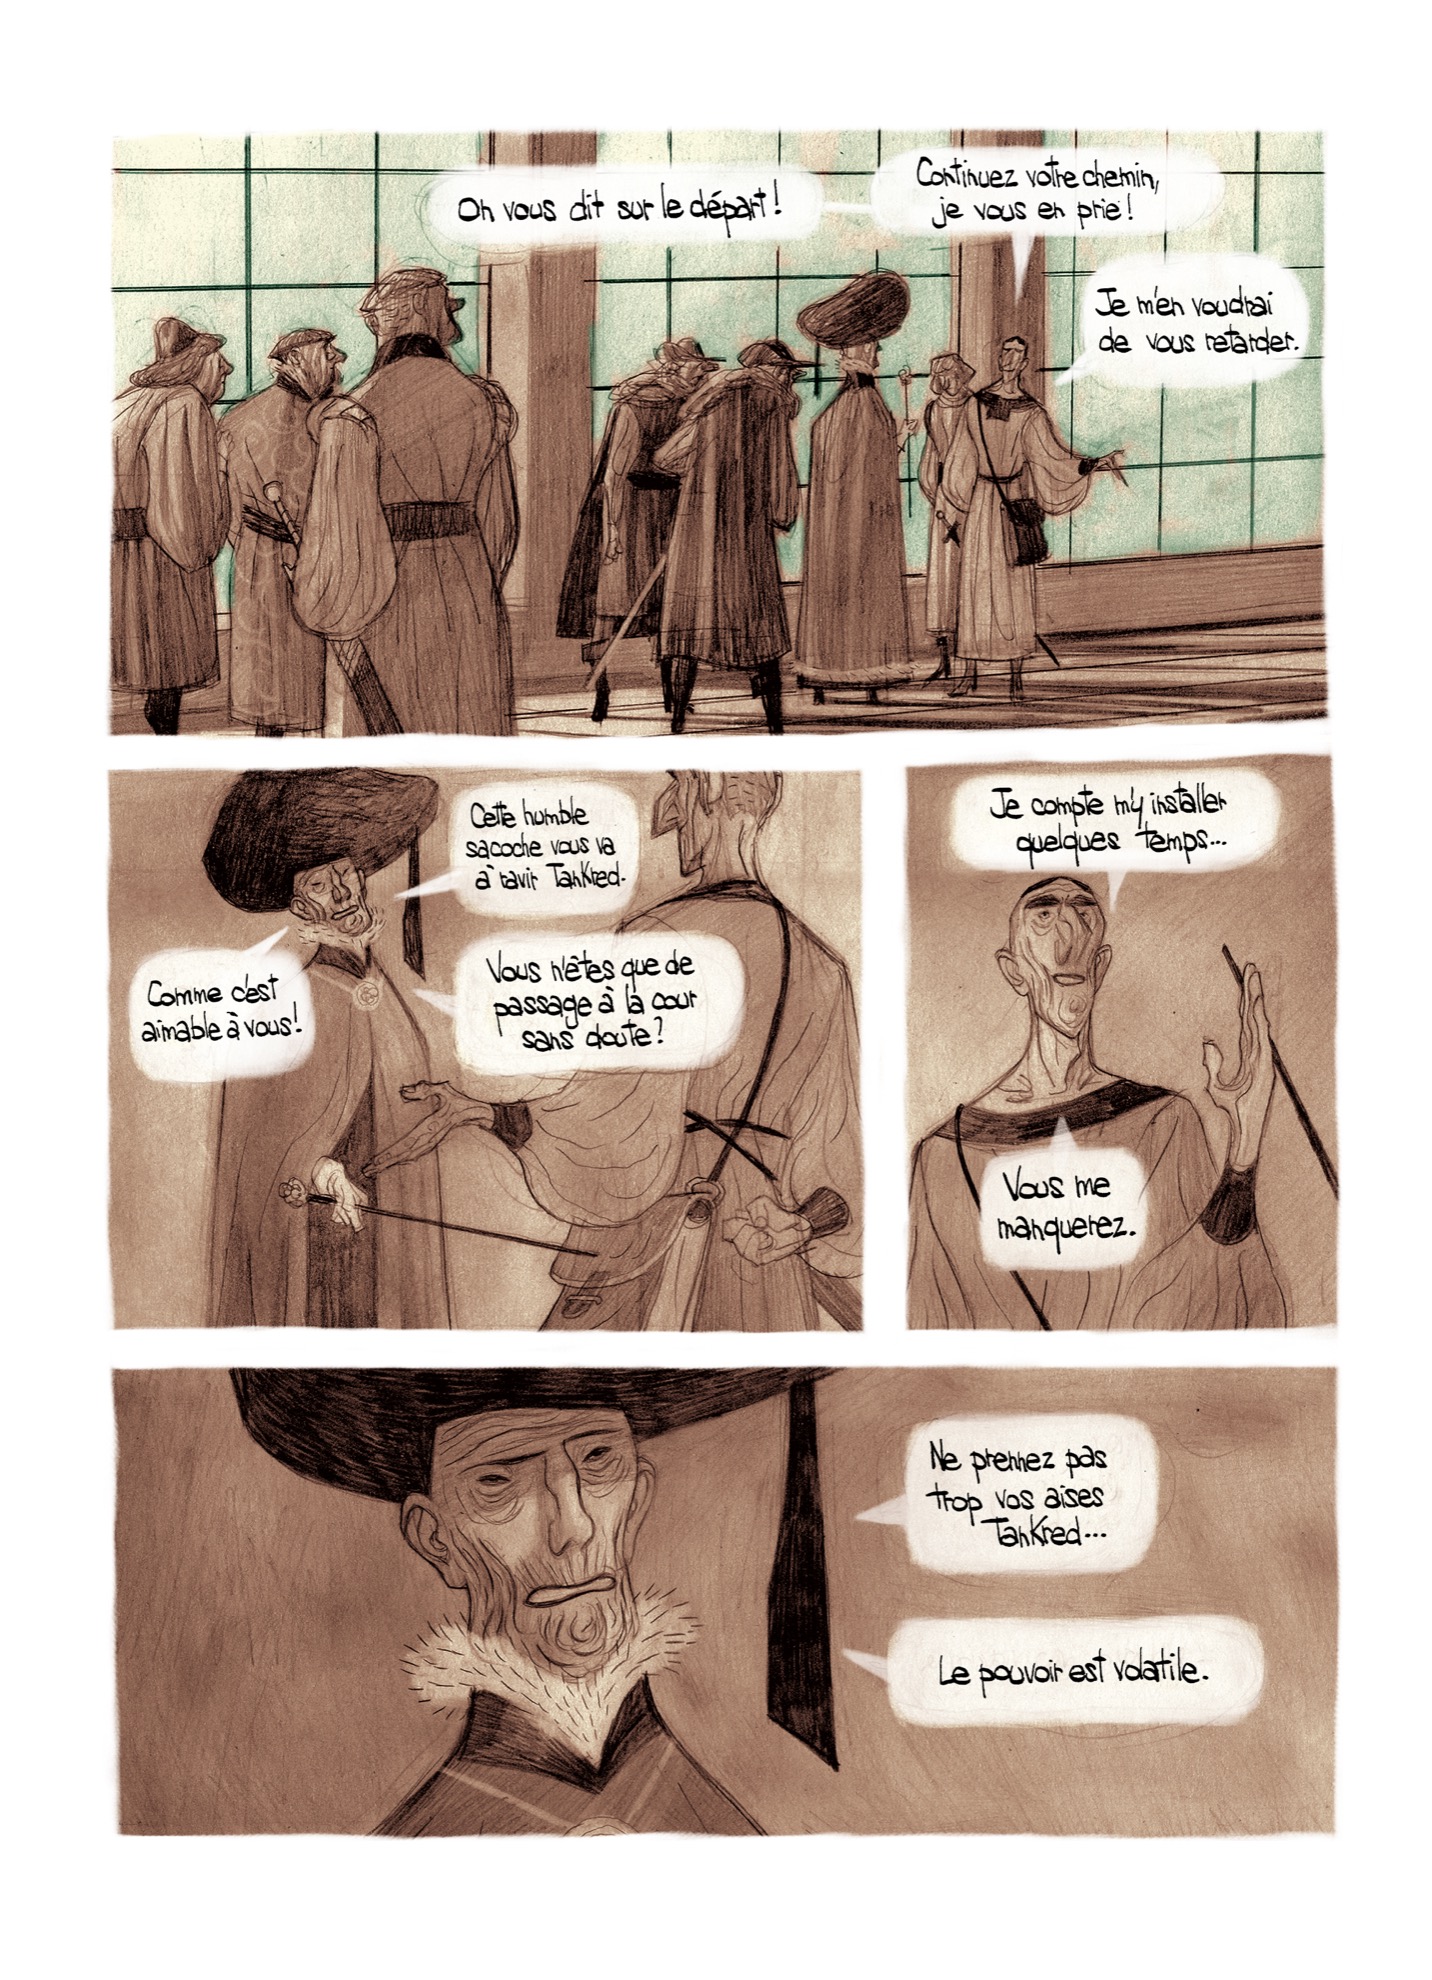 On vous dit sur le départ !
Continuez votre chemin,
je vous en prie !
Je m'en voudrai
de vous retarder.
Cette humble
sacoche vous va
à ravir Tankred.
Comme c'est
aimable à vous !
Vous n'êtes que de
passage à la cour
sans doute ?
Je compte m'y installer
quelques temps...
Vous me
manquerez.
Ne prennez pas
trop vos aises
Tankred...
Le pouvoir est volatile.